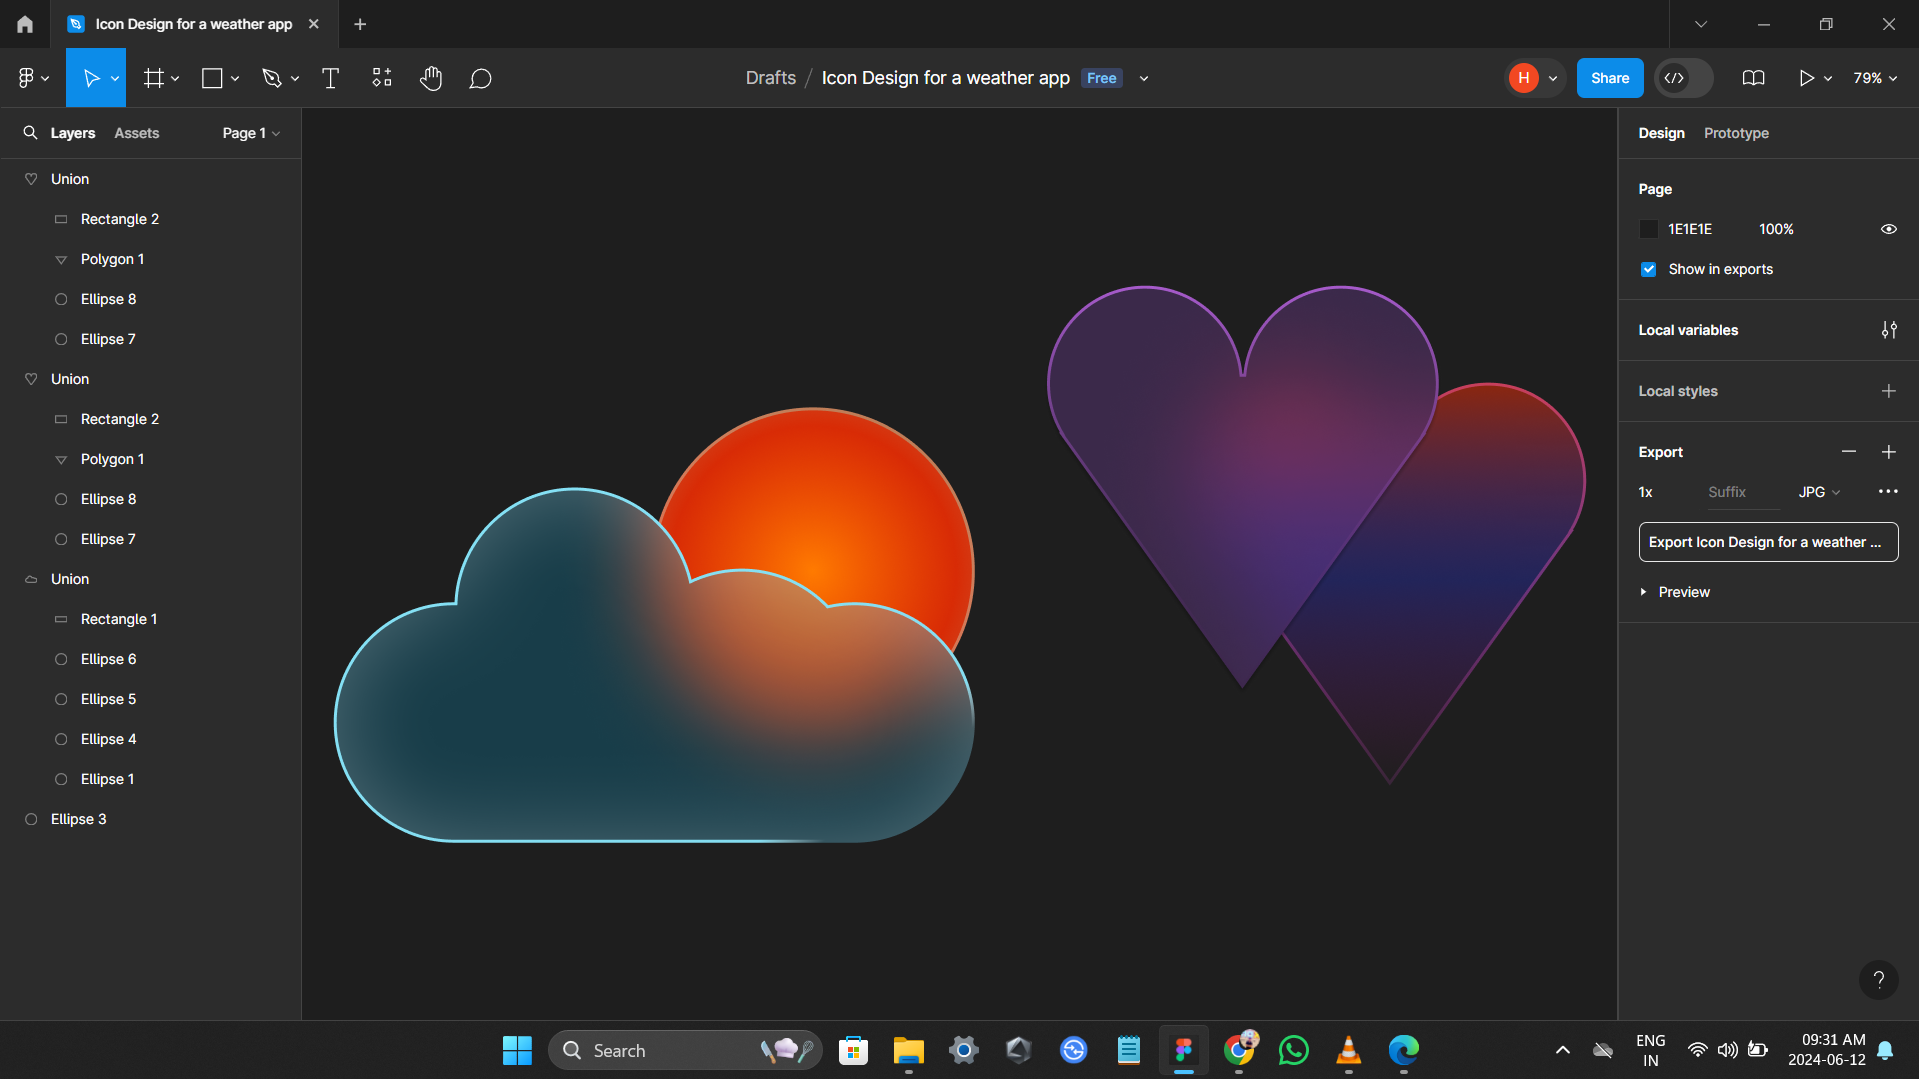 Icon Design for a weather app
Drafts / Icon Design for a weather app Free
H
Share
79%
Layers Assets Page 1
Union
Rectangle 2
Polygon 1
Ellipse 8
Ellipse 7
Union
Rectangle 2
Polygon 1
Ellipse 8
Ellipse 7
Union
Rectangle 1
Ellipse 6
Ellipse 5
Ellipse 4
Ellipse 1
Ellipse 3
Design Prototype
Page
1E1E1E 100%
Show in exports
Local variables
Local styles
Export
1x Suffix JPG
Export Icon Design for a weather ...
Preview
?
Search
ENG
IN
09:31 AM
2024-06-12